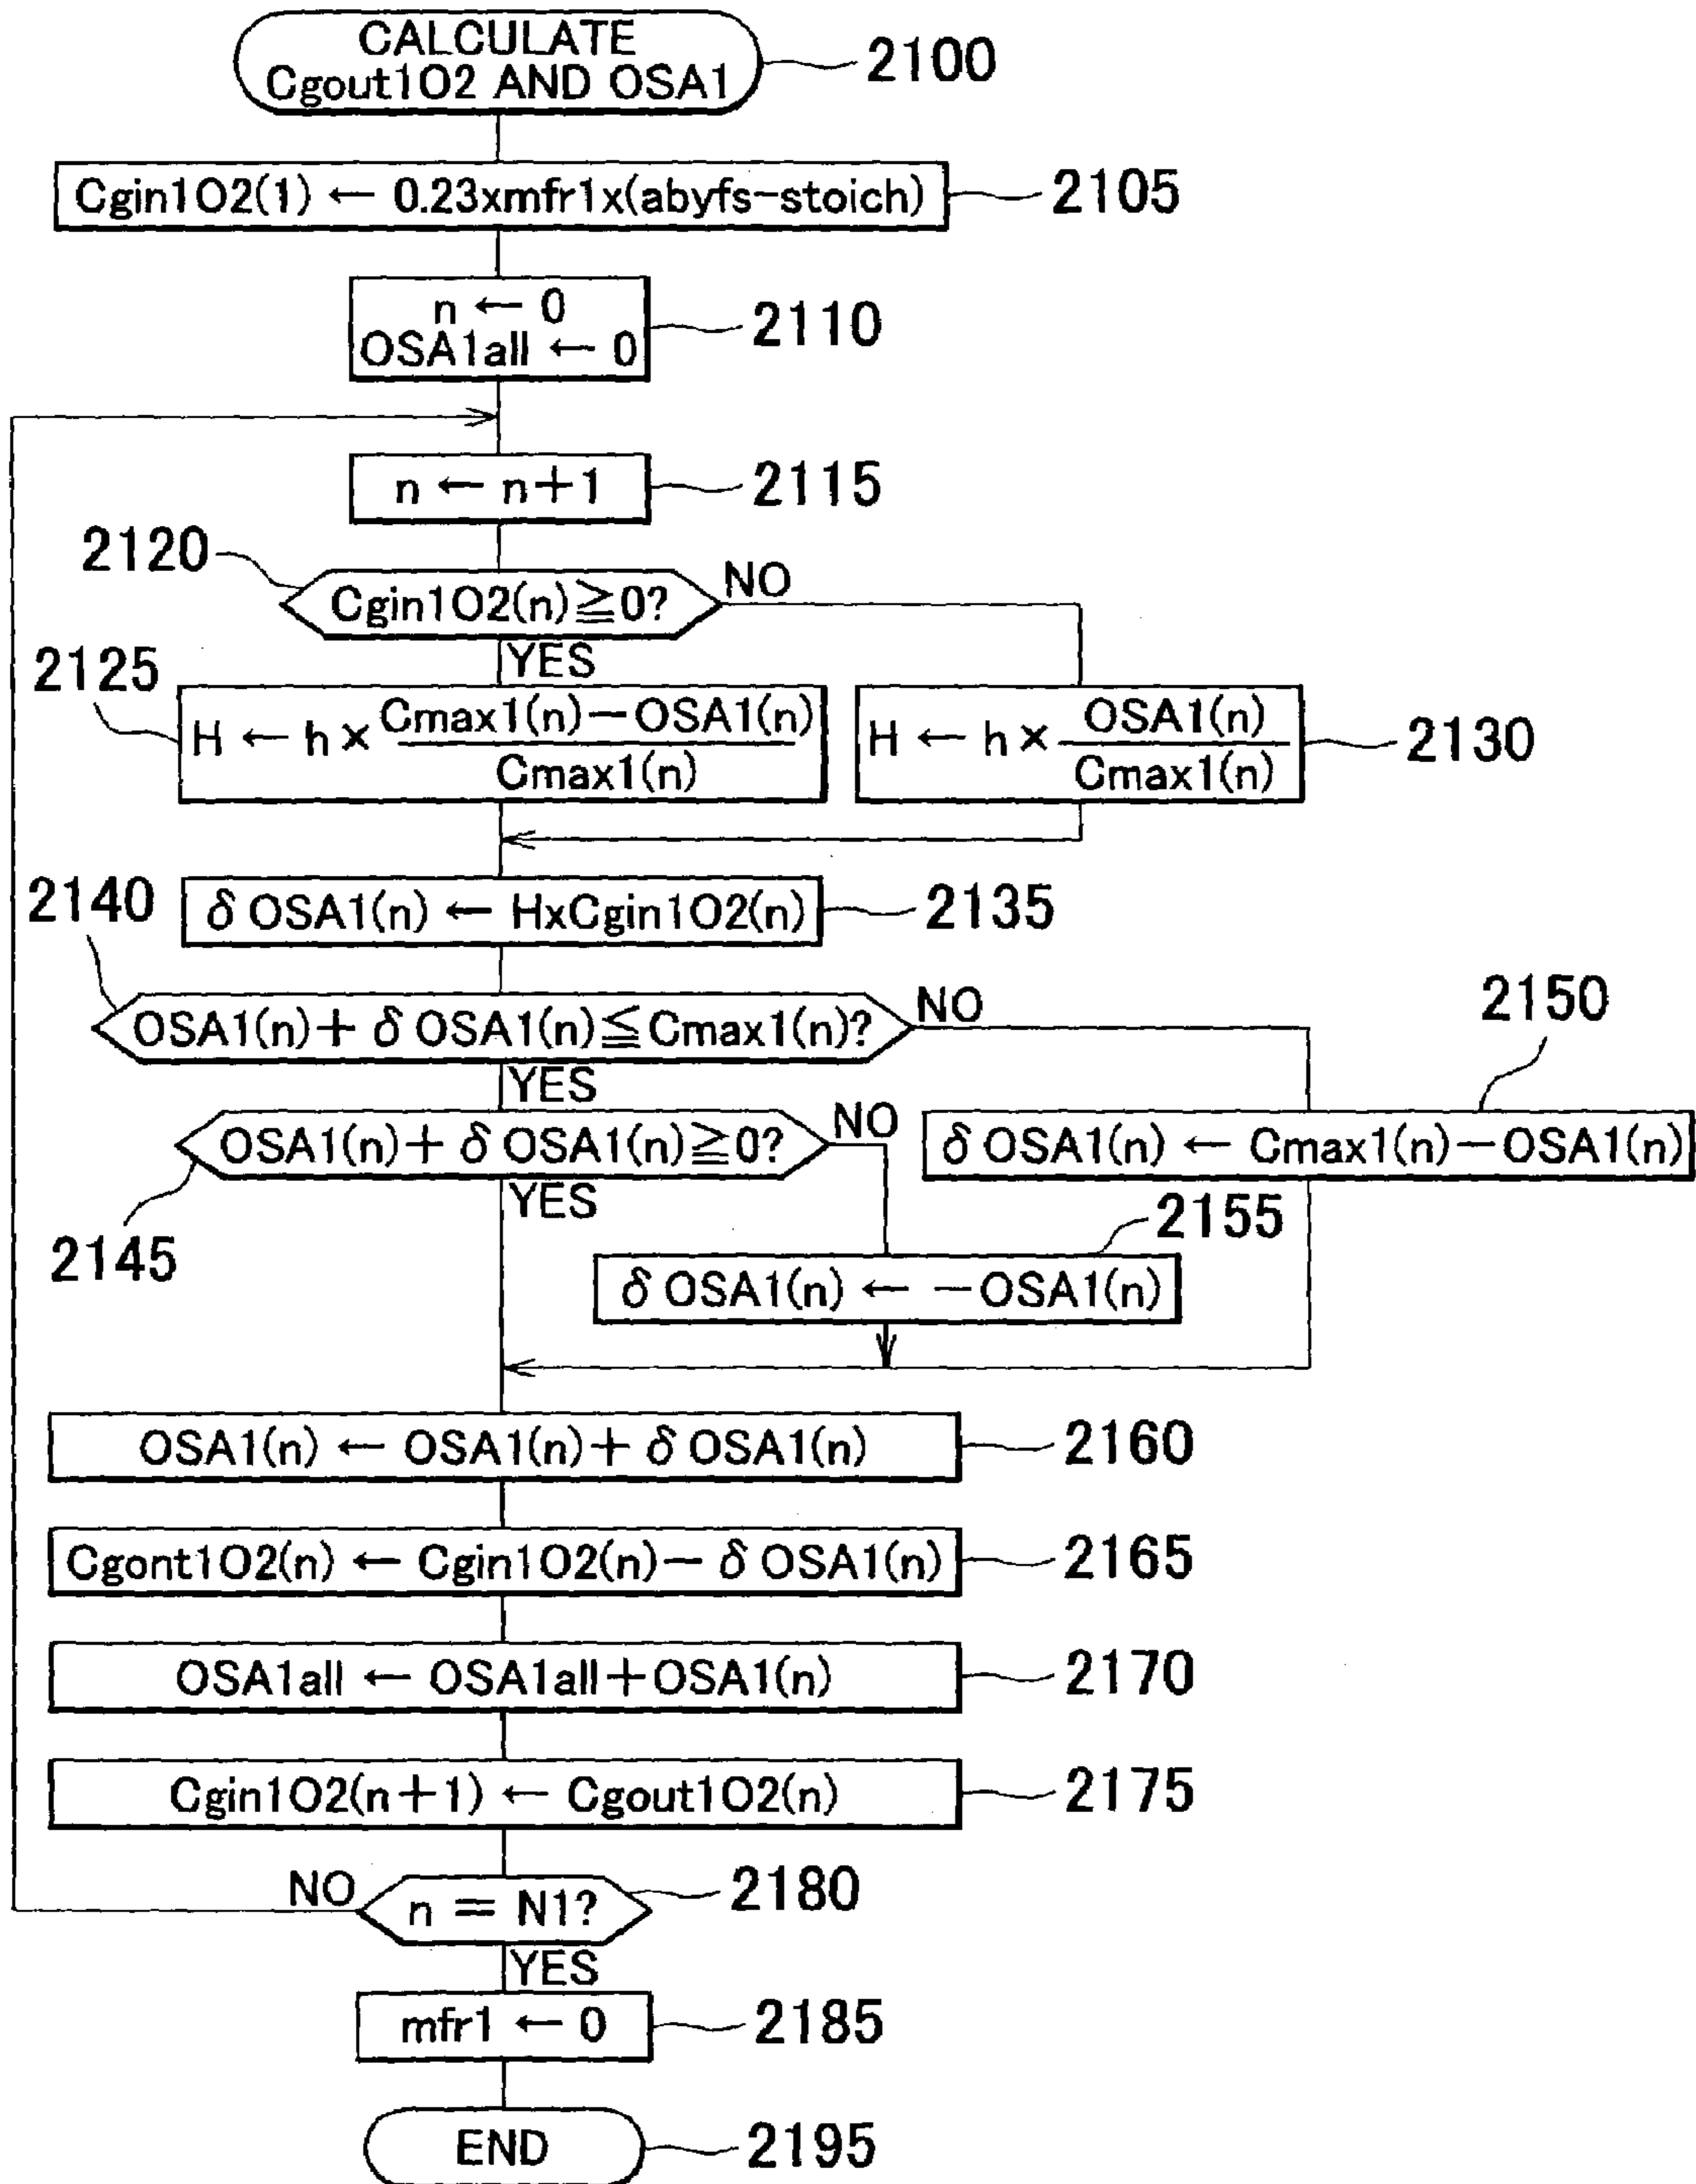 CALCULATE
Cgout1O2 AND OSA1
2100
Cgin1O2(1) ← 0.23xmfr1x(abyfs-stoich)
2105
n ← 0
OSA1all ← 0
2110
n ← n+1
2115
2120
Cgin1O2(n)≧0?
NO
YES
2125
H ← h × Cmax1(n)−OSA1(n)
Cmax1(n)
H ← h × OSA1(n)
Cmax1(n)
2130
2140
δ OSA1(n) ← HxCgin1O2(n)
2135
OSA1(n)+ δ OSA1(n)≦Cmax1(n)?
NO
2150
YES
OSA1(n)+ δ OSA1(n)≧0?
NO
δ OSA1(n) ← Cmax1(n)−OSA1(n)
YES
2145
2155
δ OSA1(n) ← −OSA1(n)
OSA1(n) ← OSA1(n)+ δ OSA1(n)
2160
Cgont1O2(n) ← Cgin1O2(n)− δ OSA1(n)
2165
OSA1all ← OSA1all+OSA1(n)
2170
Cgin1O2(n+1) ← Cgout1O2(n)
2175
NO
n = N1?
2180
YES
mfr1 ← 0
2185
END
2195